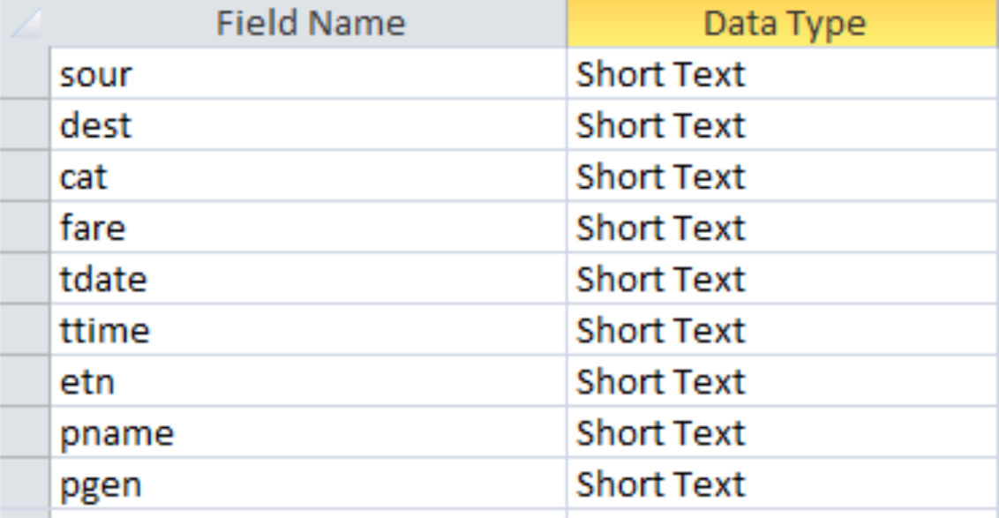 Field Name Data Type
sour Short Text
dest Short Text
cat Short Text
fare Short Text
tdate Short Text
ttime Short Text
etn Short Text
pname Short Text
pgen Short Text